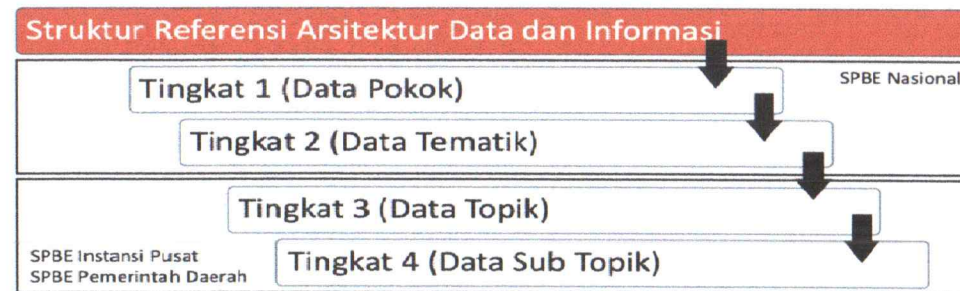 Struktur Referensi Arsitektur Data dan Informasi
Tingkat 1 (Data Pokok)
SPBE Nasional
Tingkat 2 (Data Tematik)
Tingkat 3 (Data Topik)
SPBE Instansi Pusat
SPBE Pemerintah Daerah
Tingkat 4 (Data Sub Topik)